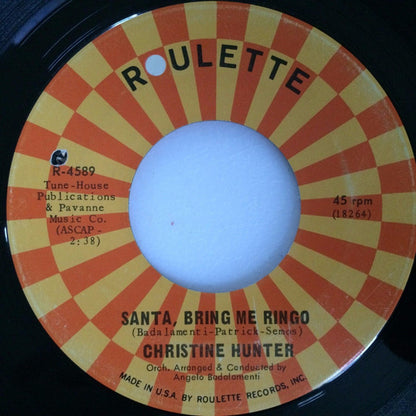 ROULETTE
R-4589
Tune-House
Publications
& Pavanne
Music Co.
(ASCAP -
2:38)
45 rpm
(18264)
SANTA, BRING ME RINGO
(Badalamenti-Patrick-Semos)
CHRISTINE HUNTER
Orch. Arranged & Conducted by
Angelo Badalamenti
MADE IN U.S.A. BY ROULETTE RECORDS, INC.